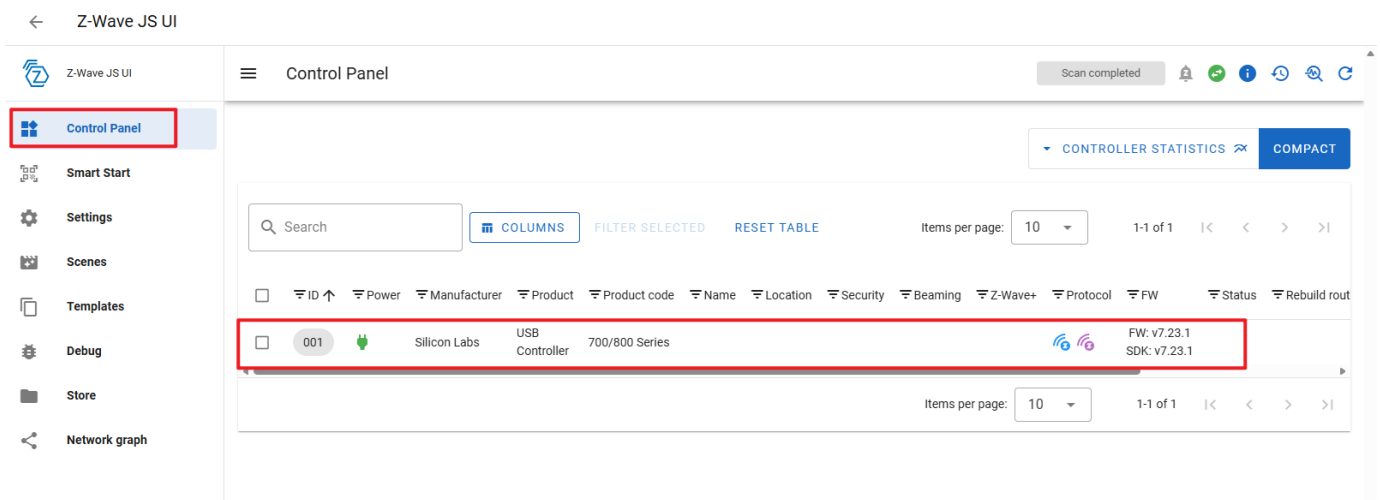 Z-Wave JS UI
Z-Wave JS UI
Control Panel
Scan completed
Control Panel
Smart Start
Settings
Scenes
Templates
Debug
Store
Network graph
CONTROLLER STATISTICS
COMPACT
Search
COLUMNS
FILTER SELECTED
RESET TABLE
Items per page:
10
1-1 of 1
ID
Power
Manufacturer
Product
Product code
Name
Location
Security
Beaming
Z-Wave+
Protocol
FW
Status
Rebuild rout
001
Silicon Labs
USB
Controller
700/800 Series
FW: v7.23.1
SDK: v7.23.1
Items per page:
10
1-1 of 1